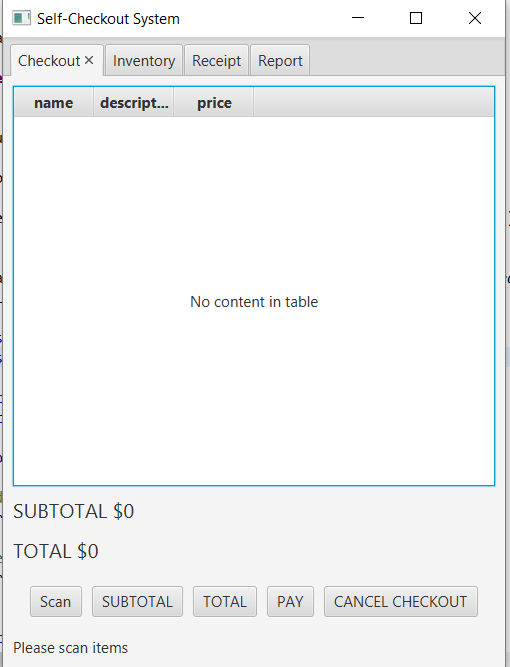 Self-Checkout System
Checkout Inventory Receipt Report
name descript... price
No content in table
SUBTOTAL $0
TOTAL $0
Scan SUBTOTAL TOTAL PAY CANCEL CHECKOUT
Please scan items